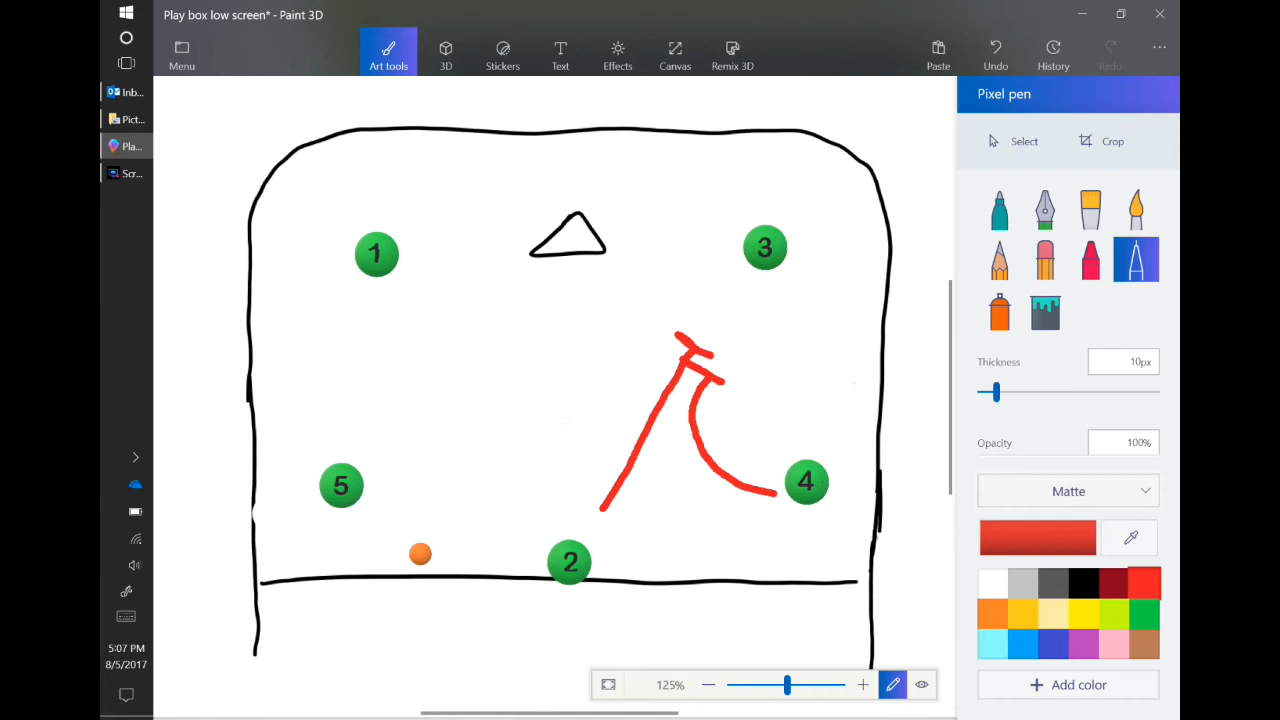 Play box low screen* - Paint 3D
Menu
Art tools
3D
Stickers
Text
Effects
Canvas
Remix 3D
Paste
Undo
History
Redo
Inb...
Pict...
Pla...
Scr...
Pixel pen
Select
Crop
Thickness
10px
Opacity
100%
Matte
Add color
1
3
5
4
2
125%
5:07 PM
8/5/2017